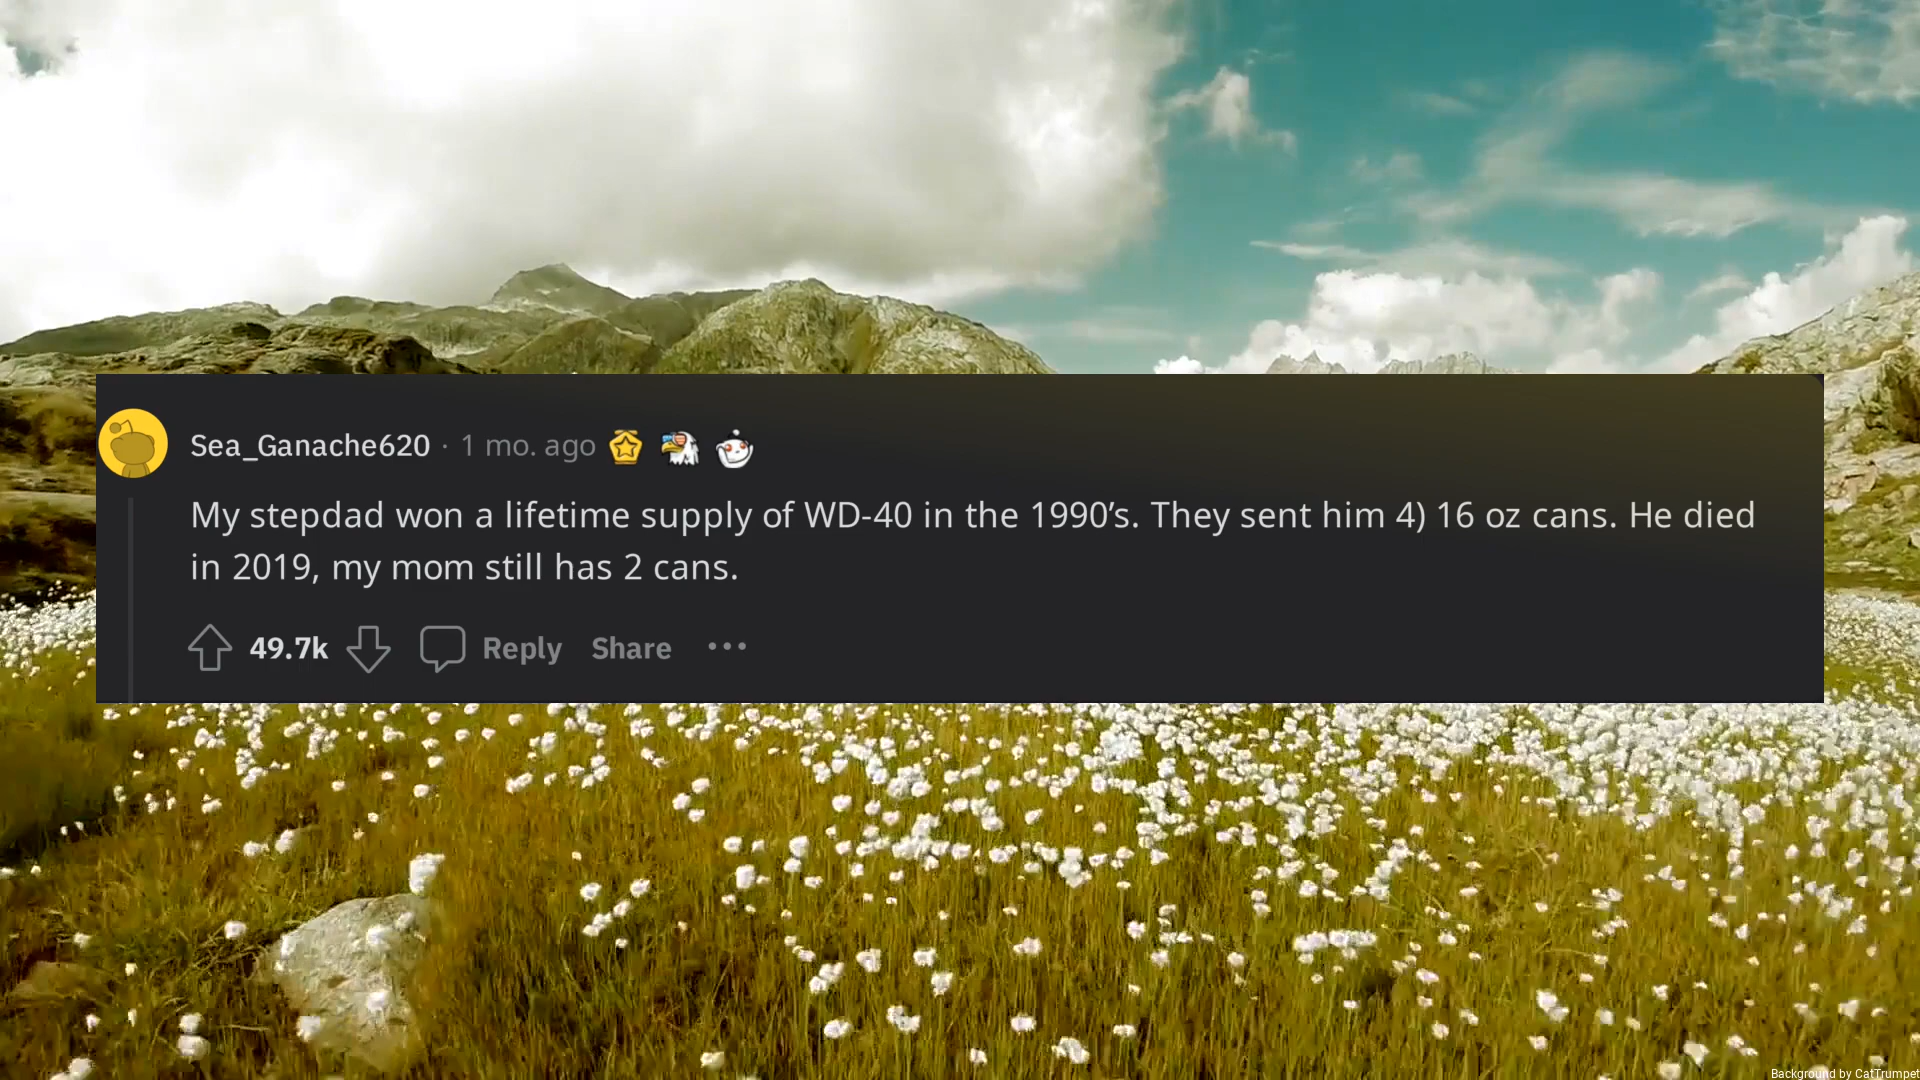 Sea_Ganache620 · 1 mo. ago
My stepdad won a lifetime supply of WD-40 in the 1990’s. They sent him 4) 16 oz cans. He died
in 2019, my mom still has 2 cans.
49.7k Reply Share ···
Background by CatTrumpet